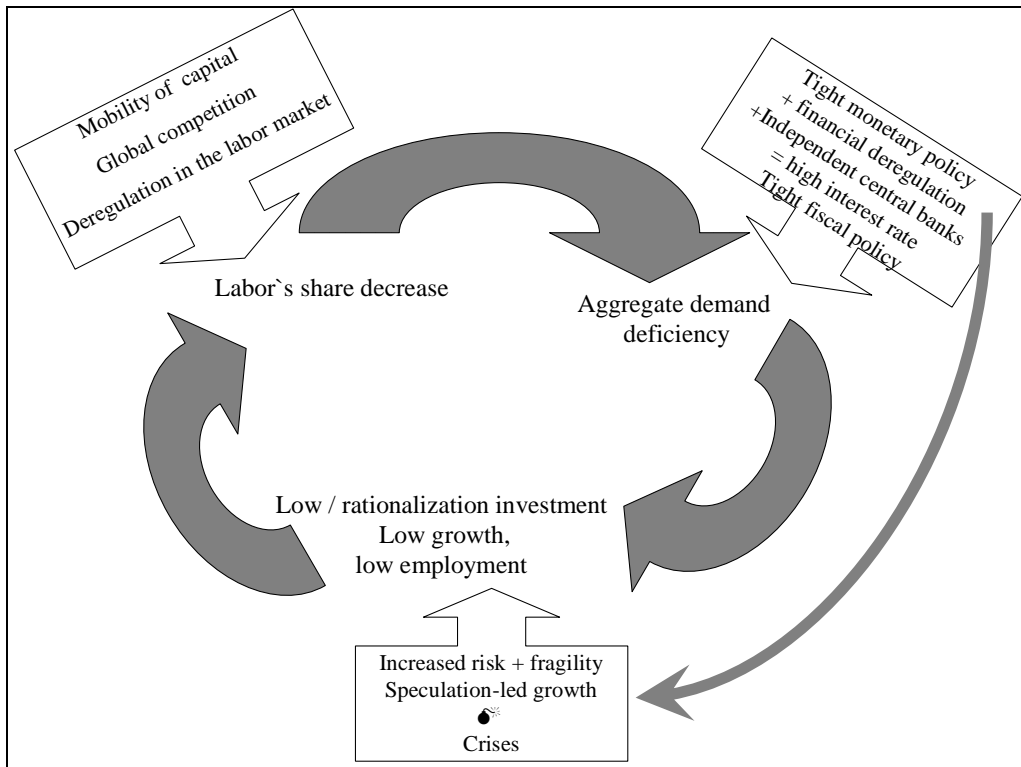 Mobility of capital
Global competition
Deregulation in the labor market
Tight monetary policy
+ financial deregulation
+Independent central banks
= high interest rate
Tight fiscal policy
Labor`s share decrease
Aggregate demand
deficiency
Low / rationalization investment
Low growth,
low employment
Increased risk + fragility
Speculation-led growth
💣
Crises